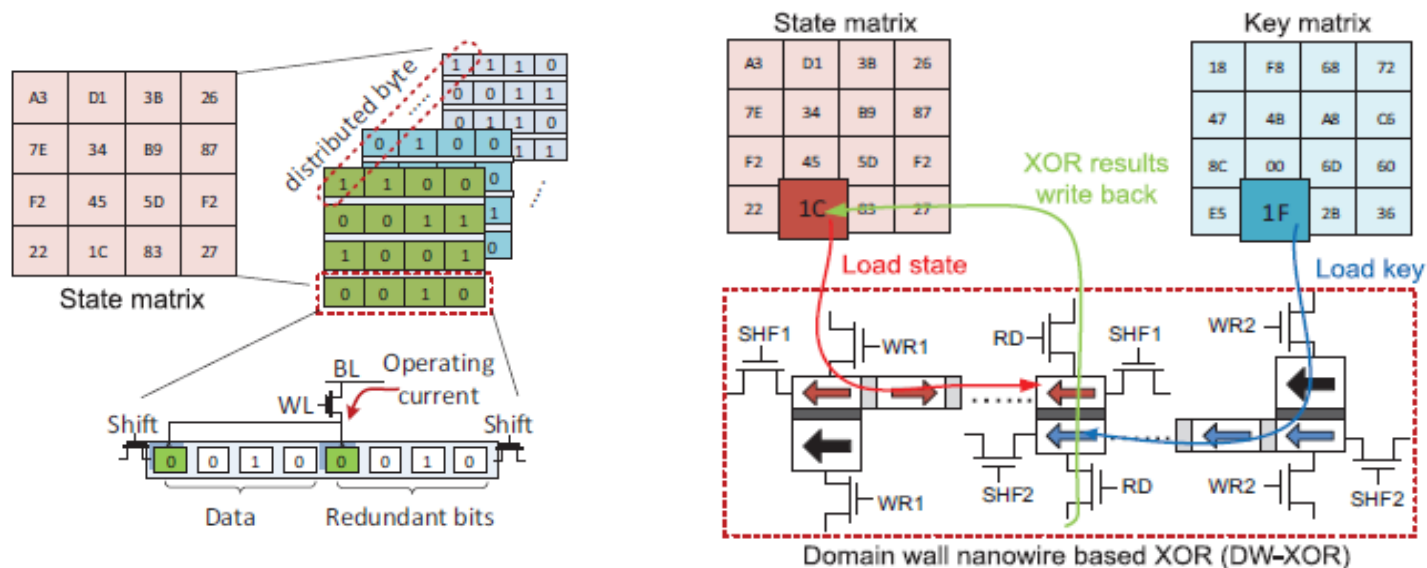 A3 D1 3B 26
7E 34 B9 87
F2 45 5D F2
22 1C 83 27
State matrix
distributed byte
.....
1 1 1 0
0 0 1 1
0 1 1 0
1 1
0 1 0 0
0
1
0
1 1 0 0
0 0 1 1
1 0 0 1
0 0 1 0
BL
WL
Operating
current
Shift
Shift
0 0 1 0 0 0 1 0
Data
Redundant bits
State matrix
A3 D1 3B 26
7E 34 B9 87
F2 45 5D F2
22 1C 83 27
Key matrix
18 F8 68 72
47 4B A8 C6
8C 00 6D 60
E5 1F 2B 36
XOR results
write back
Load state
Load key
SHF1
WR1
RD
SHF1
WR2
SHF2
WR1
RD
WR2
SHF2
Domain wall nanowire based XOR (DW-XOR)